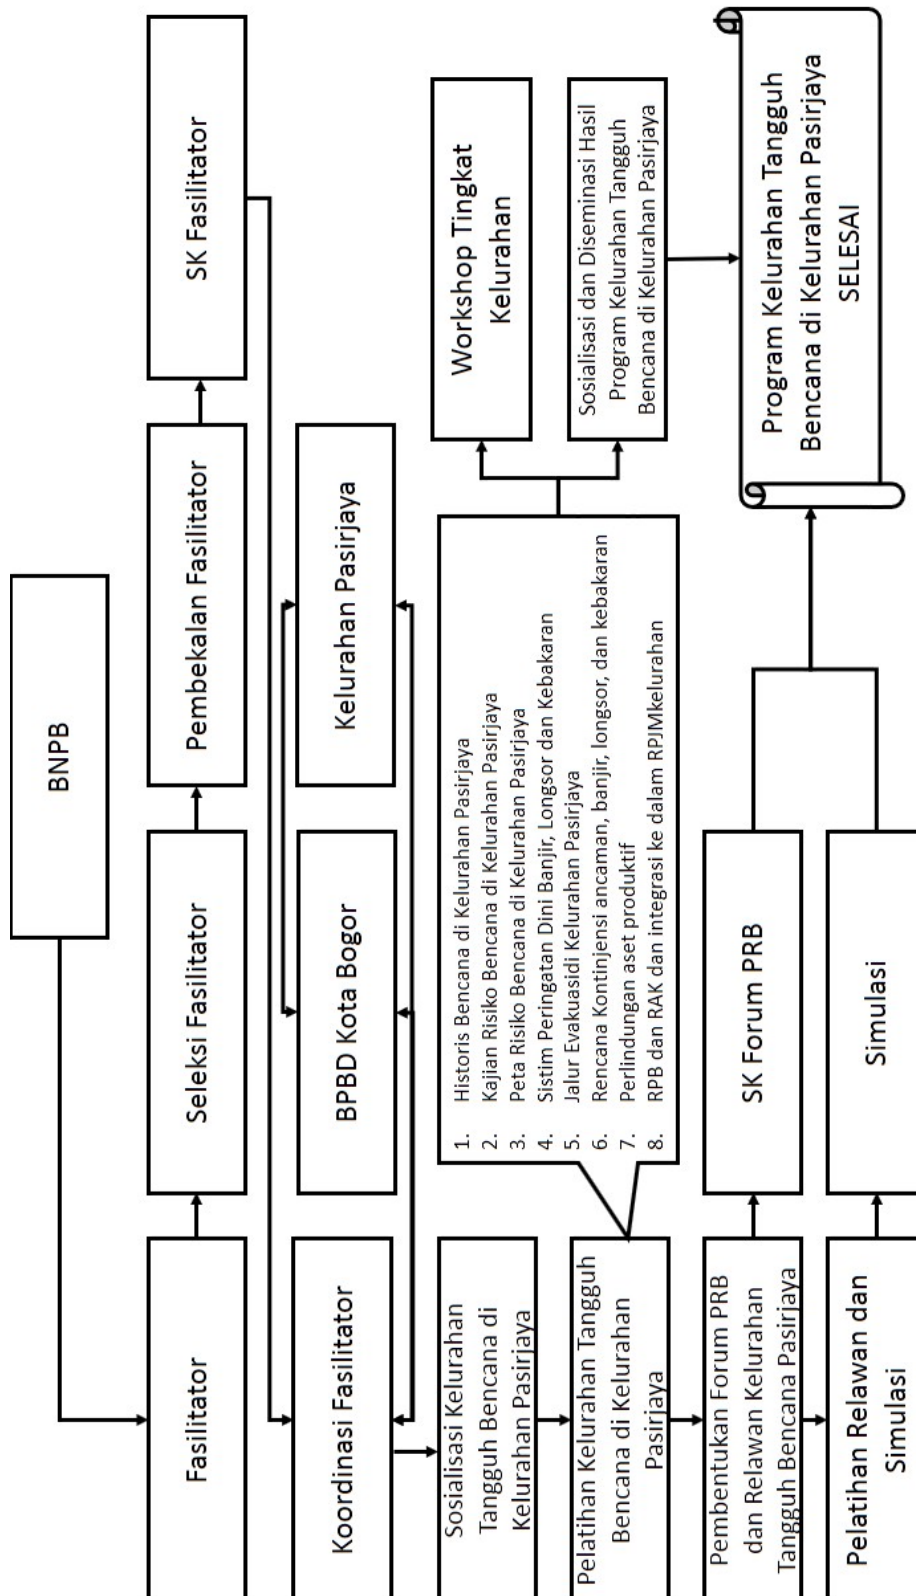 BNPB
Fasilitator
Seleksi Fasilitator
Pembekalan Fasilitator
SK Fasilitator
Koordinasi Fasilitator
BPBD Kota Bogor
Kelurahan Pasirjaya
Sosialisasi Kelurahan
Tangguh Bencana di
Kelurahan Pasirjaya
Pelatihan Kelurahan Tangguh
Bencana di Kelurahan
Pasirjaya
1. Historis Bencana di Kelurahan Pasirjaya
2. Kajian Risiko Bencana di Kelurahan Pasirjaya
3. Peta Risiko Bencana di Kelurahan Pasirjaya
4. Sistim Peringatan Dini Banjir, Longsor dan Kebakaran
5. Jalur Evakuasidi Kelurahan Pasirjaya
6. Rencana Kontinjensi ancaman, banjir, longsor, dan kebakaran
7. Perlindungan aset produktif
8. RPB dan RAK dan integrasi ke dalam RPJMkelurahan
Workshop Tingkat
Kelurahan
Sosialisasi dan Diseminasi Hasil
Program Kelurahan Tangguh
Bencana di Kelurahan Pasirjaya
Pembentukan Forum PRB
dan Relawan Kelurahan
Tangguh Bencana Pasirjaya
SK Forum PRB
Pelatihan Relawan dan
Simulasi
Simulasi
Program Kelurahan Tangguh
Bencana di Kelurahan Pasirjaya
SELESAI